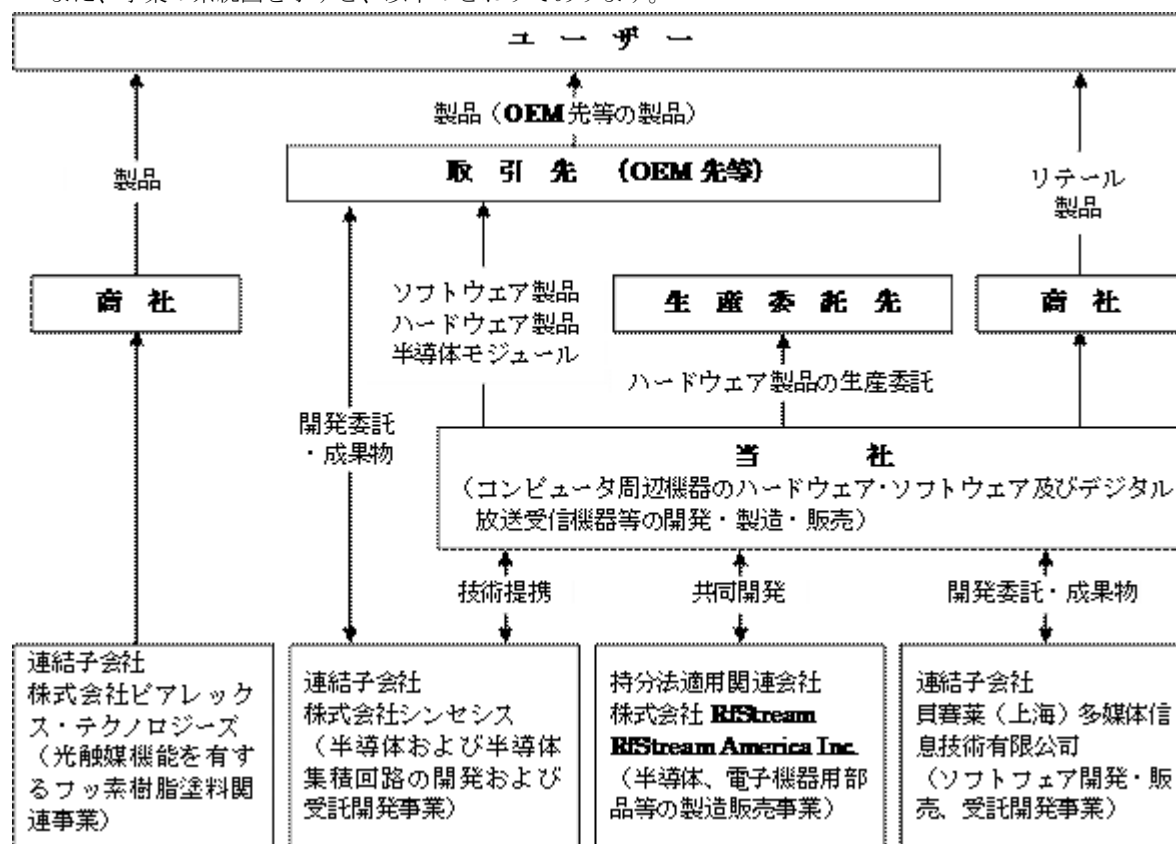 ユ ー ザ ー
製品（OEM 先等の製品）
取 引 先 （OEM 先等）
製品
リテール
製品
商 社
ソフトウェア製品
ハードウェア製品
半導体モジュール
生 産 委 託 先
商 社
ハードウェア製品の生産委託
開発委託
・成果物
当 社
（コンピュータ周辺機器のハードウェア・ソフトウェア及びデジタル
放送受信機器等の開発・製造・販売）
技術提携
共同開発
開発委託・成果物
連結子会社
株式会社ピアレック
ス・テクノロジーズ
（光触媒機能を有す
るフッ素樹脂塗料関
連事業）
連結子会社
株式会社シンセシス
（半導体および半導体
集積回路の開発および
受託開発事業）
持分法適用関連会社
株式会社 RfStream
RfStream America Inc.
（半導体、電子機器用部
品等の製造販売事業）
連結子会社
貝賽莱（上海）多媒体信
息技術有限公司
（ソフトフェア開発・販
売、受託開発事業）